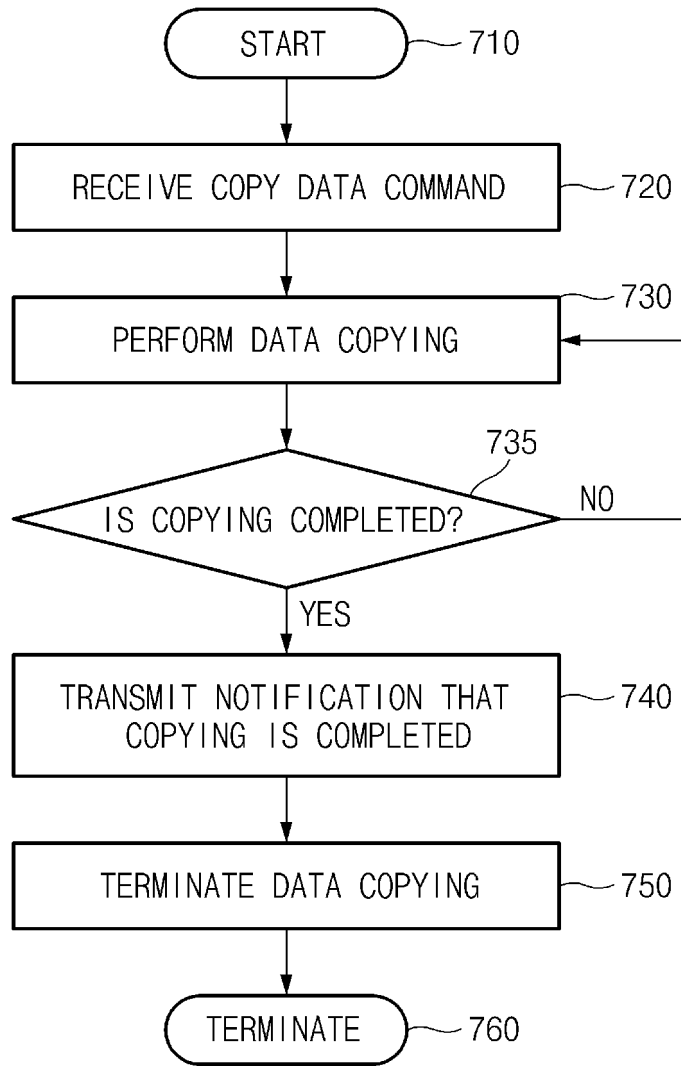 START
710
RECEIVE COPY DATA COMMAND
720
730
PERFORM DATA COPYING
735
IS COPYING COMPLETED?
NO
YES
TRANSMIT NOTIFICATION THAT
COPYING IS COMPLETED
740
TERMINATE DATA COPYING
750
TERMINATE
760